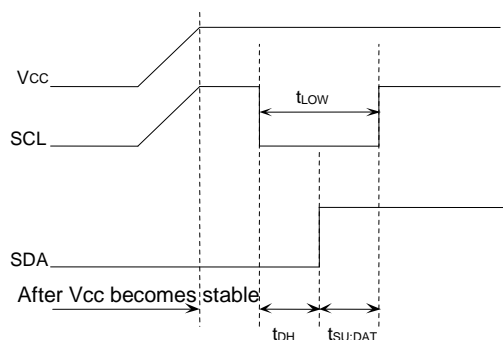 VCC
tLOW
SCL
SDA
After Vcc becomes stable
tDH
tSU:DAT